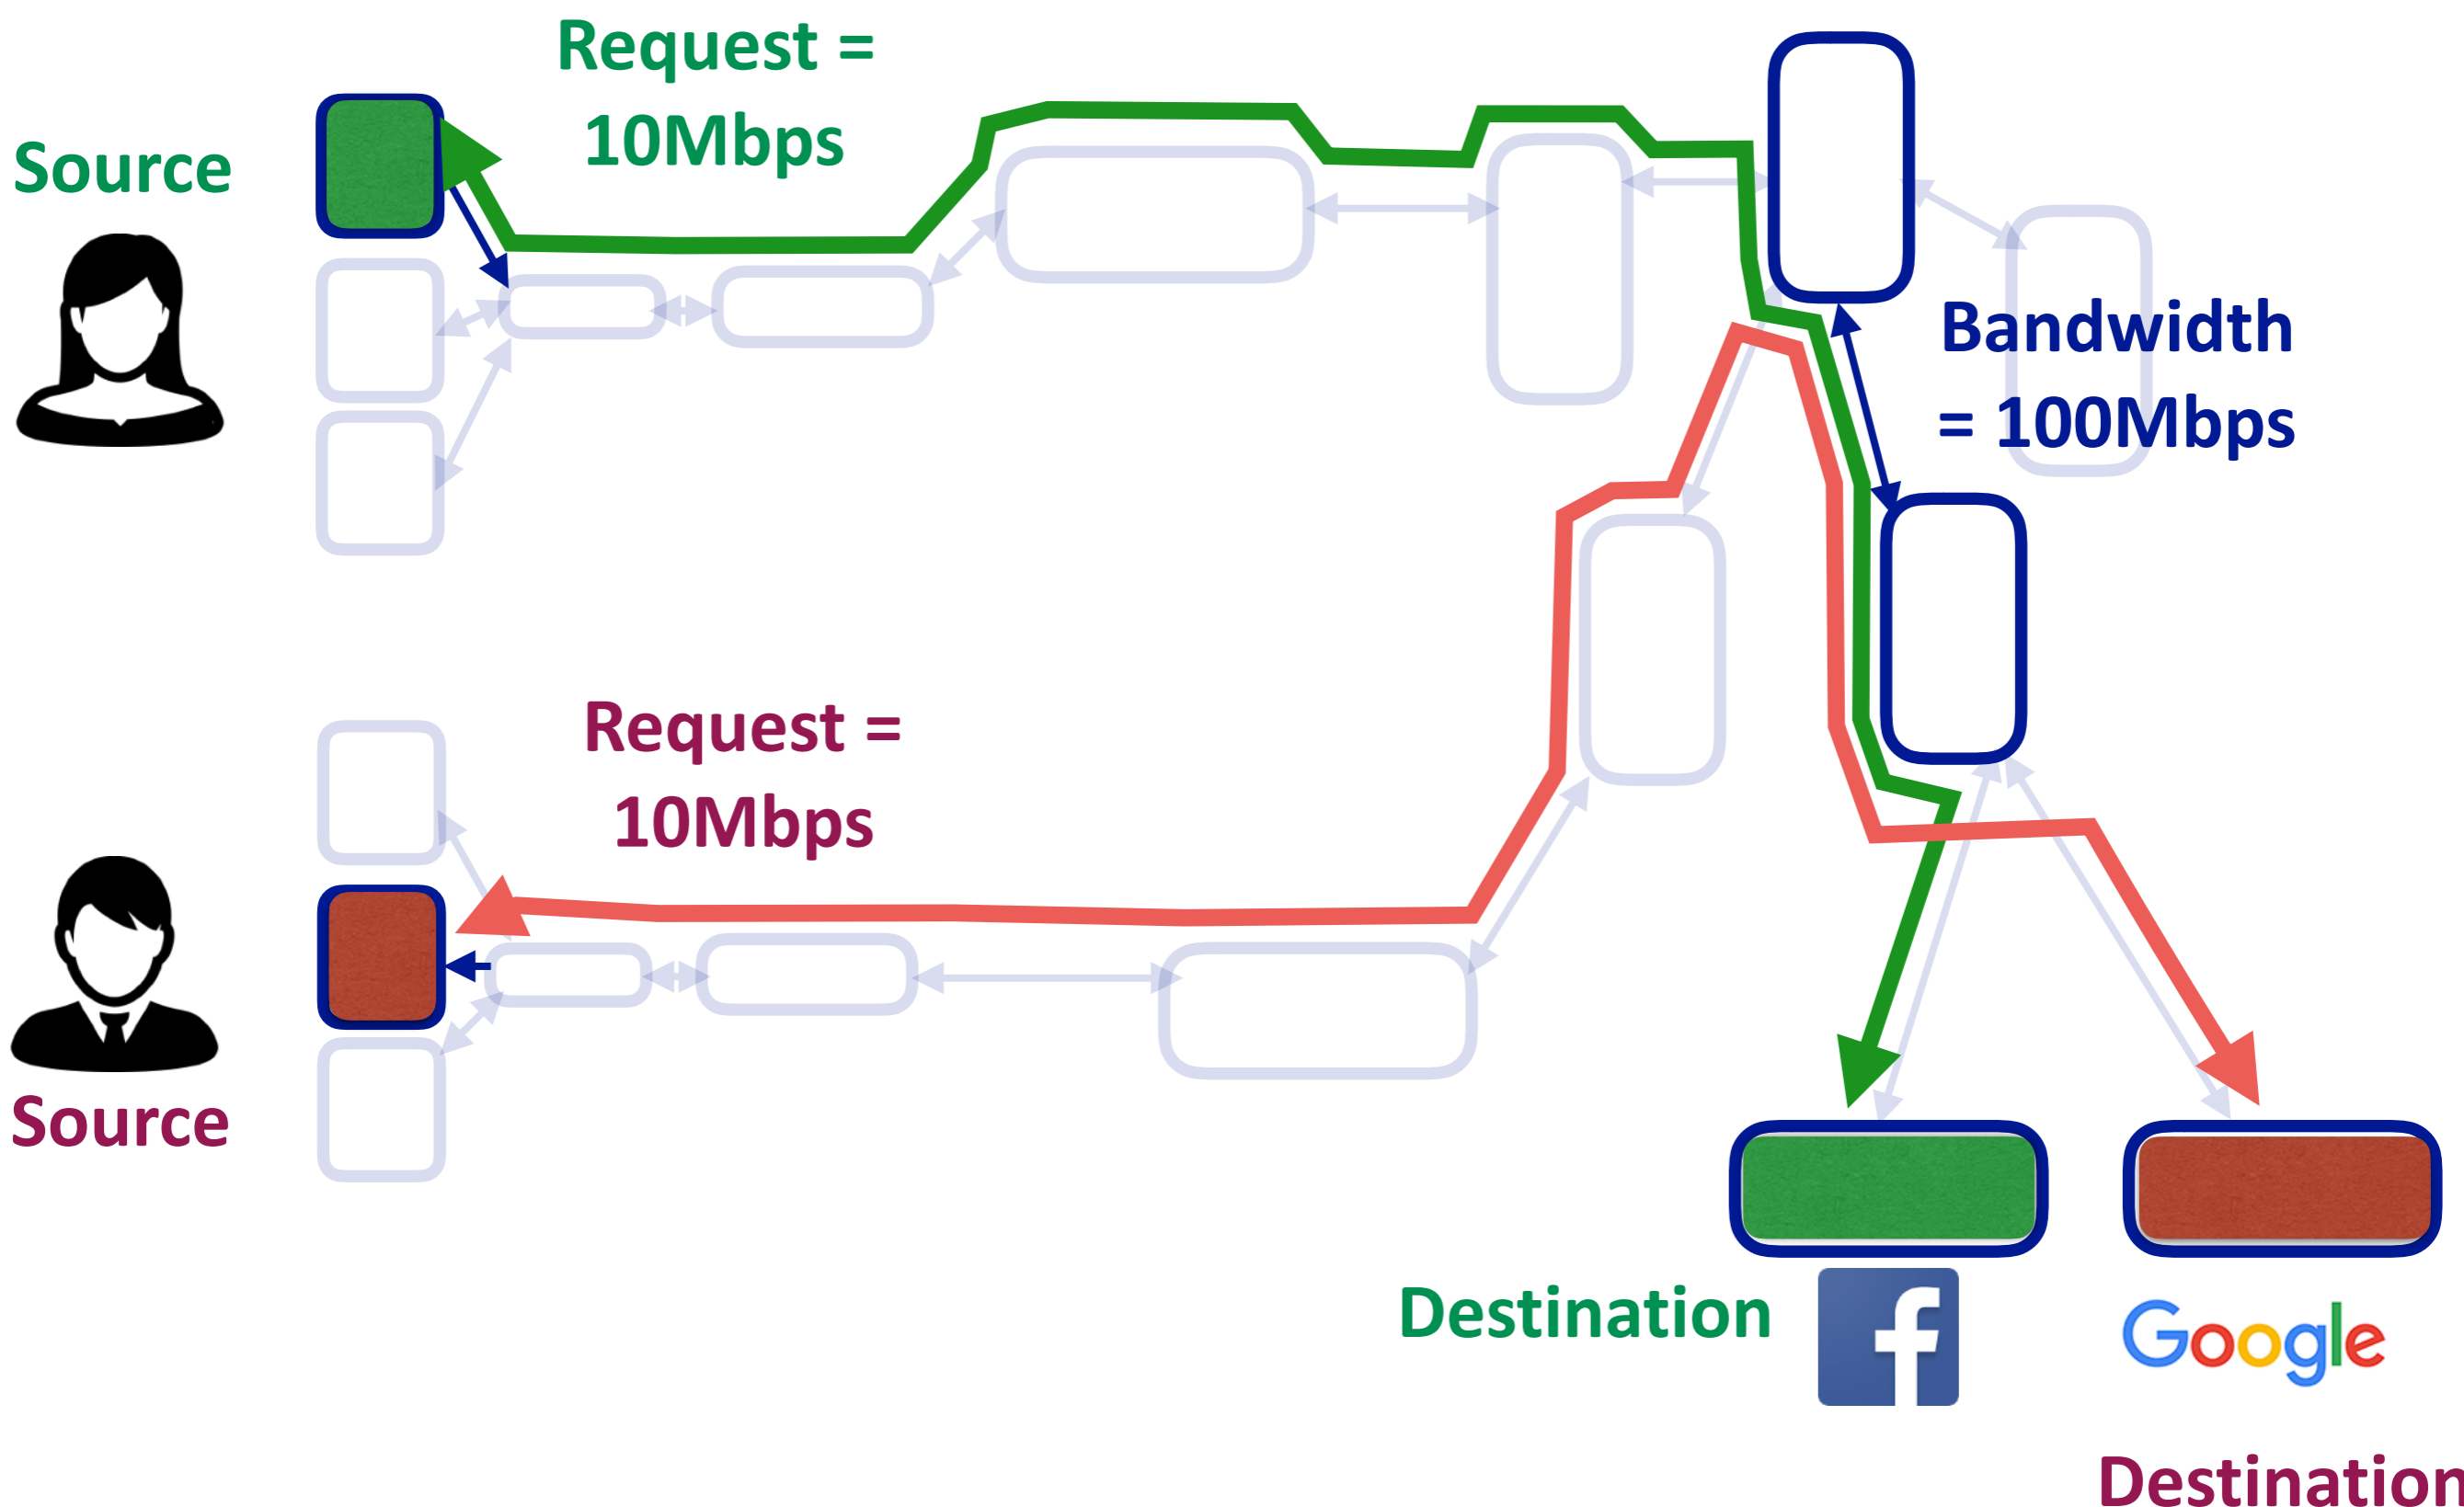 Request =
10Mbps
Source
Bandwidth
= 100Mbps
Request =
10Mbps
Source
Destination
f
Google
Destination